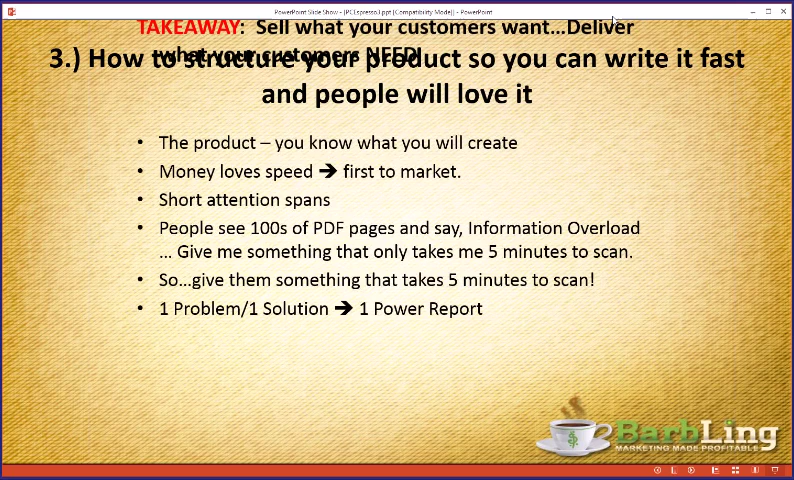 PowerPoint Slide Show - [PCEspresso3.ppt [Compatibility Mode]] - PowerPoint
TAKEAWAY: Sell what your customers want...Deliver
what your customers NEED!
3.) How to structure your product so you can write it fast
and people will love it
• The product – you know what you will create
• Money loves speed ➔ first to market.
• Short attention spans
• People see 100s of PDF pages and say, Information Overload
... Give me something that only takes me 5 minutes to scan.
• So...give them something that takes 5 minutes to scan!
• 1 Problem/1 Solution ➔ 1 Power Report
BarbLing
MARKETING MADE PROFITABLE